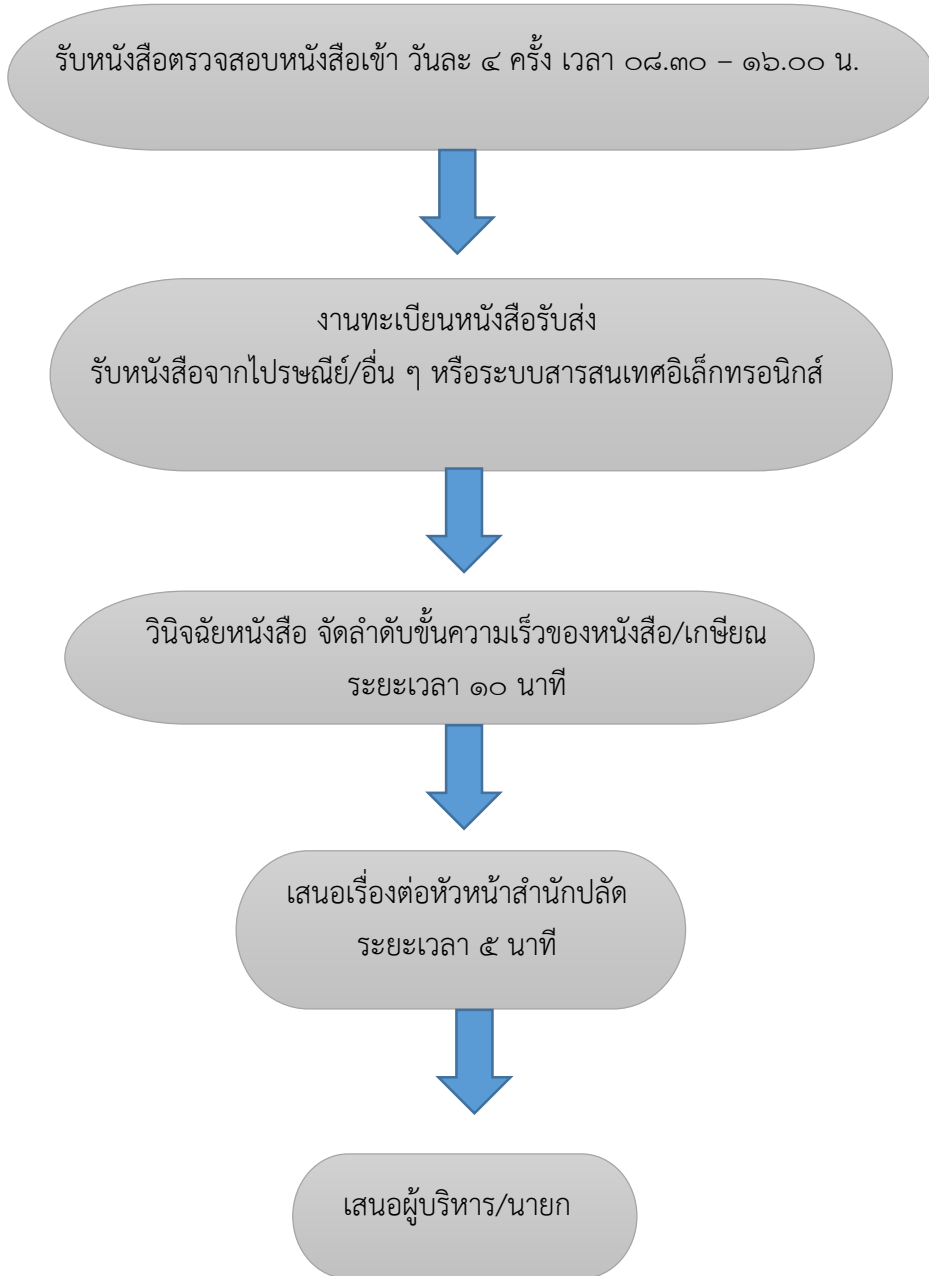 รับหนังสือตรวจสอบหนังสือเข้า วันละ ๔ ครั้ง เวลา ๐๘.๓๐ – ๑๖.๐๐ น.
งานทะเบียนหนังสือรับส่ง
รับหนังสือจากไปรษณีย์/อื่น ๆ หรือระบบสารสนเทศอิเล็กทรอนิกส์
วินิจฉัยหนังสือ จัดลำดับชั้นความเร็วของหนังสือ/เกษียณ
ระยะเวลา ๑๐ นาที
เสนอเรื่องต่อหัวหน้าสำนักปลัด
ระยะเวลา ๕ นาที
เสนอผู้บริหาร/นายก